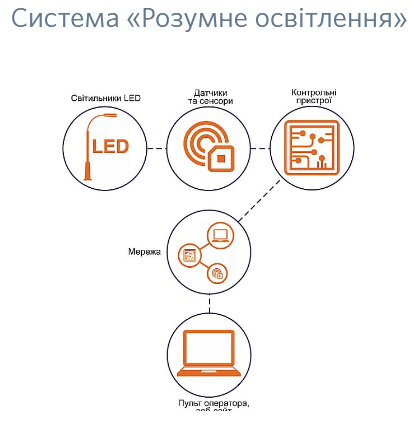 Система «Розумне освітлення»
Світильники LED
Датчики
та сенсори
Контрольні
пристрої
LED
Мережа
Пульт оператора,